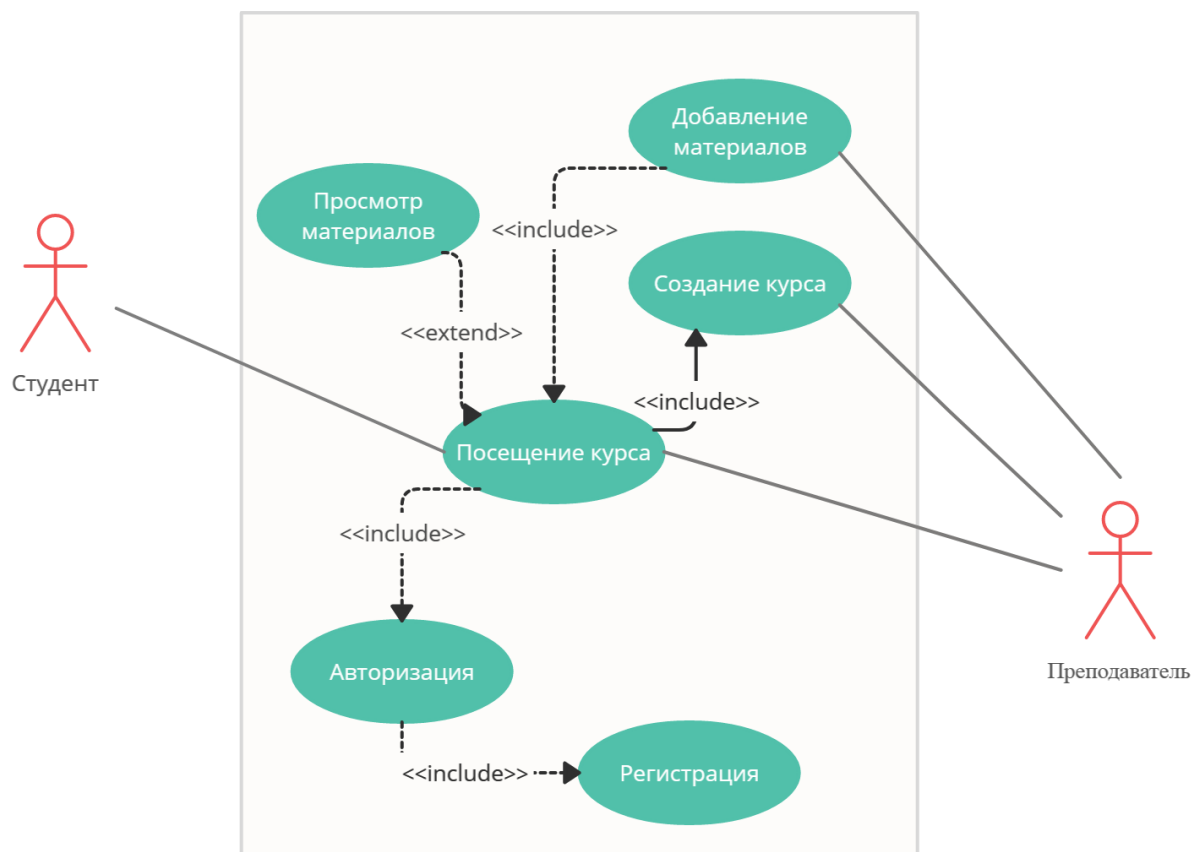 Добавление
материалов
Просмотр
материалов
<<include>>
Создание курса
<<extend>>
Студент
<<include>>
Посещение курса
<<include>>
Авторизация
Преподаватель
<<include>>
Регистрация